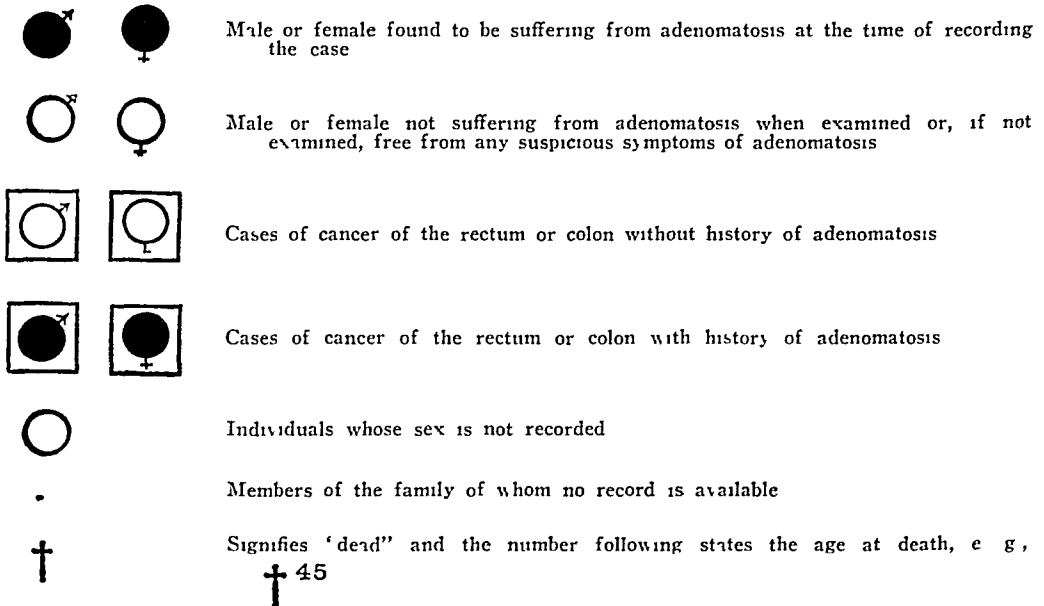 Male or female found to be suffering from adenomatosis at the time of recording
the case
Male or female not suffering from adenomatosis when examined or, if not
examined, free from any suspicious symptoms of adenomatosis
Cases of cancer of the rectum or colon without history of adenomatosis
Cases of cancer of the rectum or colon with history of adenomatosis
Individuals whose sex is not recorded
Members of the family of whom no record is available
Signifies ‘dead” and the number following states the age at death, e g,
† 45